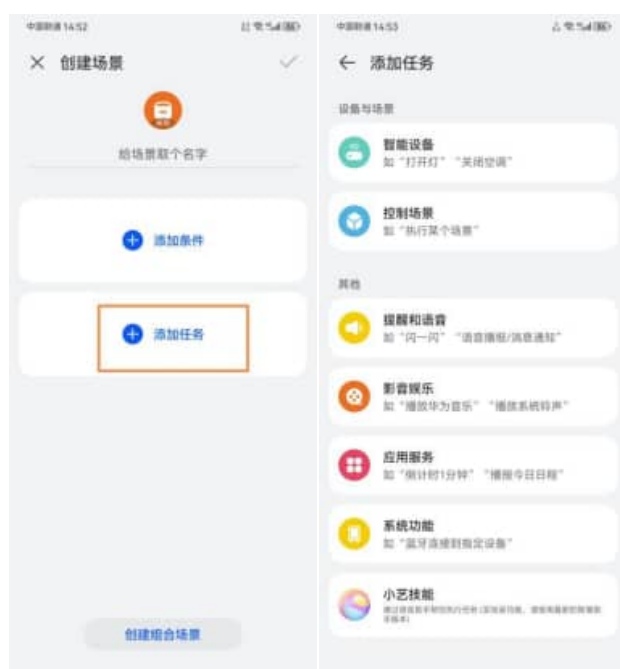 中国联通 14:52
创建场景
给场景取个名字
添加条件
添加任务
创建组合场景
中国联通 14:53
添加任务
设备与场景
智能设备
如“打开灯” “关闭空调”
控制场景
如“执行某个场景”
其他
提醒和语音
如“闪一闪” “语音播报/消息通知”
影音娱乐
如“播放华为音乐” “播放系统铃声”
应用服务
如“倒计时1分钟” “播报今日日程”
系统功能
如“蓝牙连接到指定设备”
小艺技能